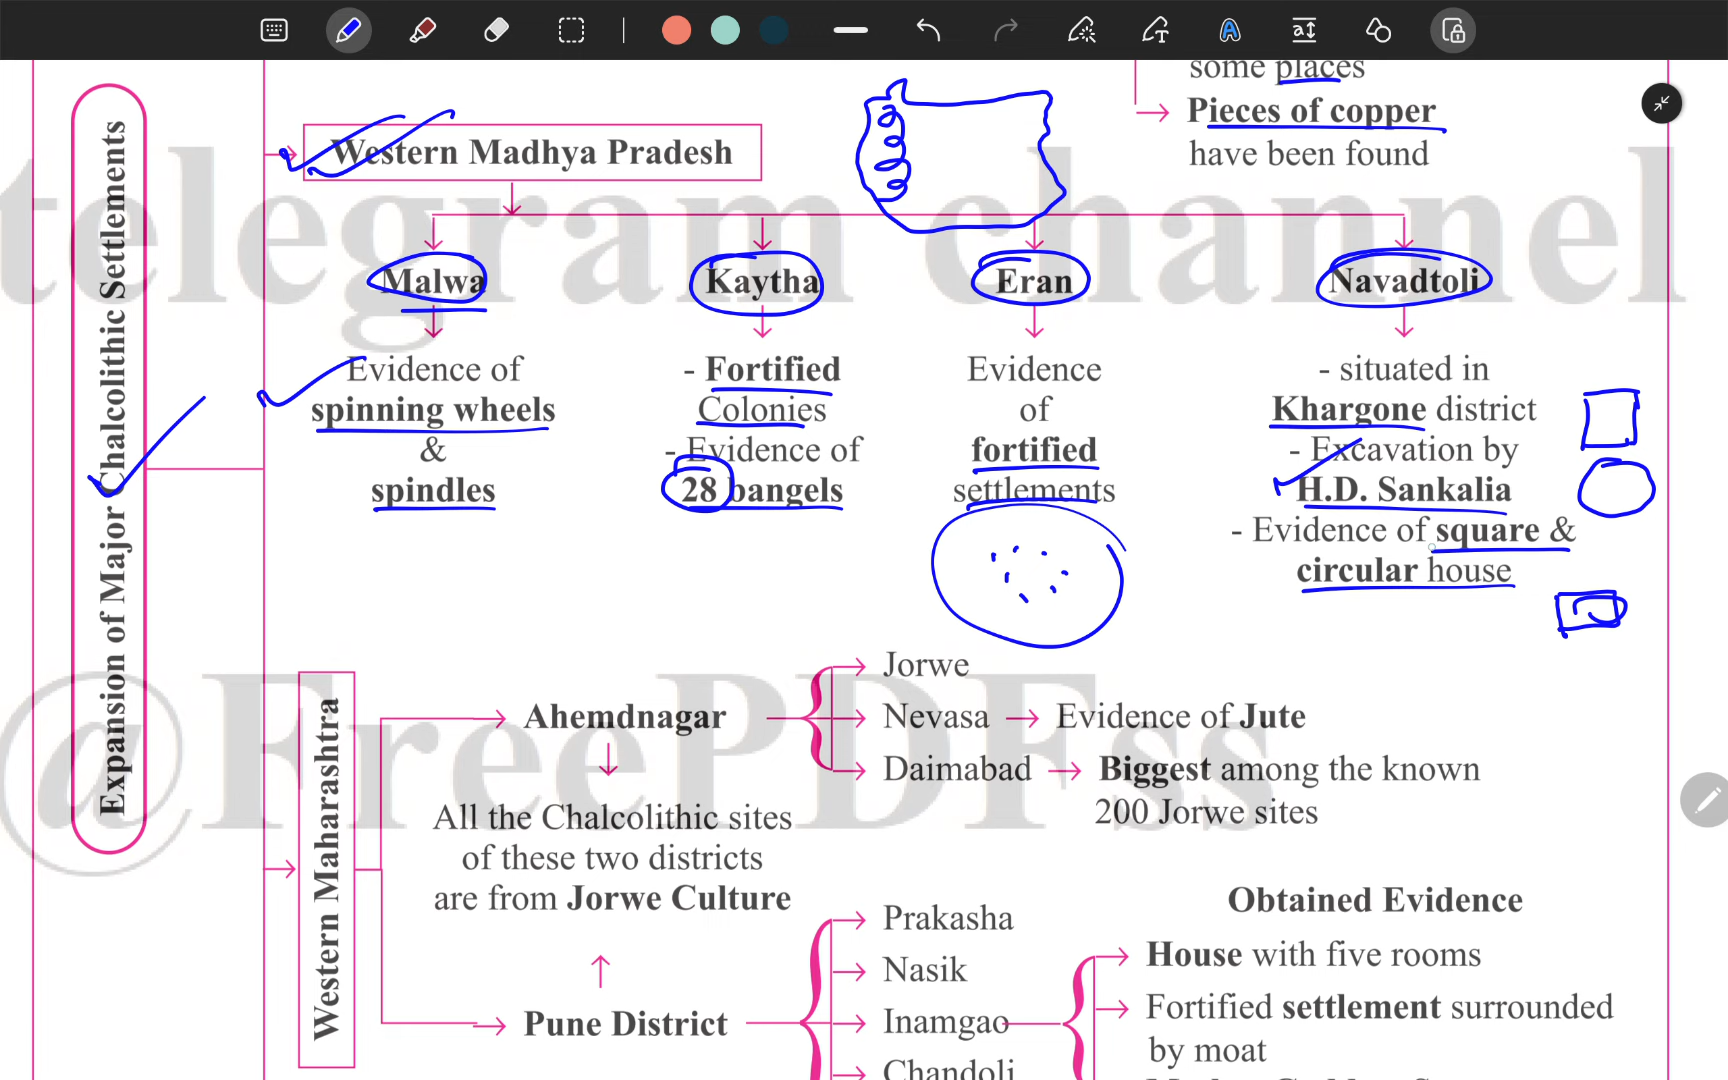 some places
Pieces of copper
have been found
Expansion of Major Chalcolithic Settlements
Western Madhya Pradesh
telegram channel
Malwa
Evidence of
spinning wheels
&
spindles
Kaytha
- Fortified
Colonies
- Evidence of
28 bangels
Eran
Evidence
of
fortified
settlements
Navadtoli
- situated in
Khargone district
- Excavation by
H.D. Sankalia
- Evidence of square &
circular house
@FreePDFss
Western Maharashtra
Ahemdnagar
Jorwe
Nevasa → Evidence of Jute
Daimabad → Biggest among the known
200 Jorwe sites
All the Chalcolithic sites
of these two districts
are from Jorwe Culture
Pune District
Prakasha
Nasik
Inamgao
Chandoli
Obtained Evidence
House with five rooms
Fortified settlement surrounded
by moat